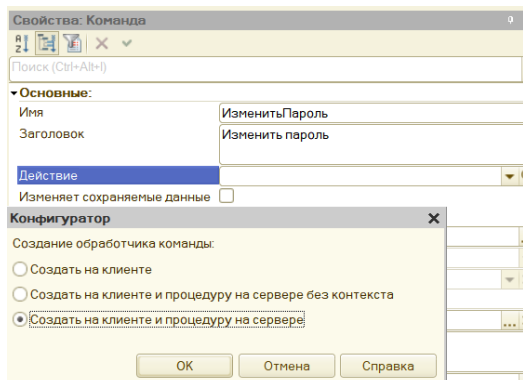 Свойства: Команда
Поиск (Ctrl+Alt+I)
Основные:
Имя
ИзменитьПароль
Заголовок
Изменить пароль
Действие
Изменяет сохраняемые данные
Конфигуратор
Создание обработчика команды:
Создать на клиенте
Создать на клиенте и процедуру на сервере без контекста
Создать на клиенте и процедуру на сервере
ОК
Отмена
Справка